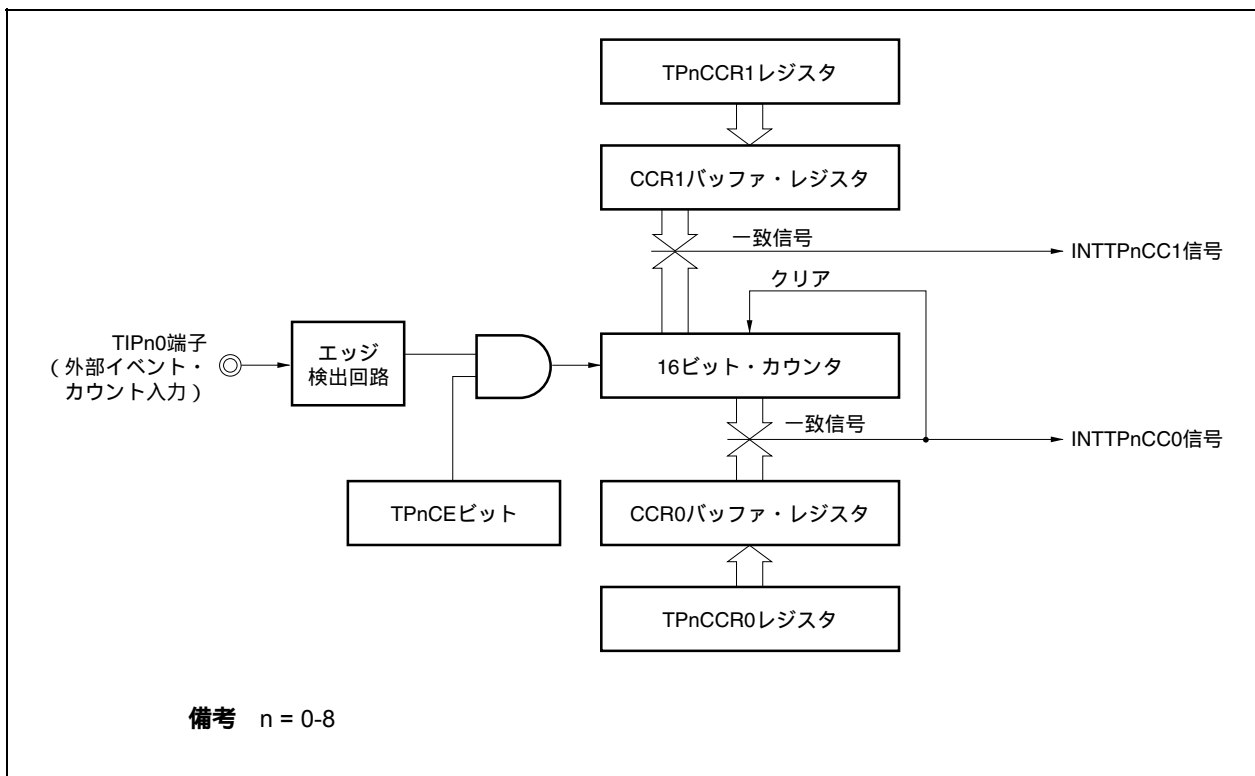 TPnCCR1レジスタ
CCR1バッファ・レジスタ
一致信号
INTTPnCC1信号
クリア
TIPn0端子
（外部イベント・
カウント入力）
エッジ
検出回路
16ビット・カウンタ
一致信号
INTTPnCC0信号
TPnCEビット
CCR0バッファ・レジスタ
TPnCCR0レジスタ
備考 n = 0-8